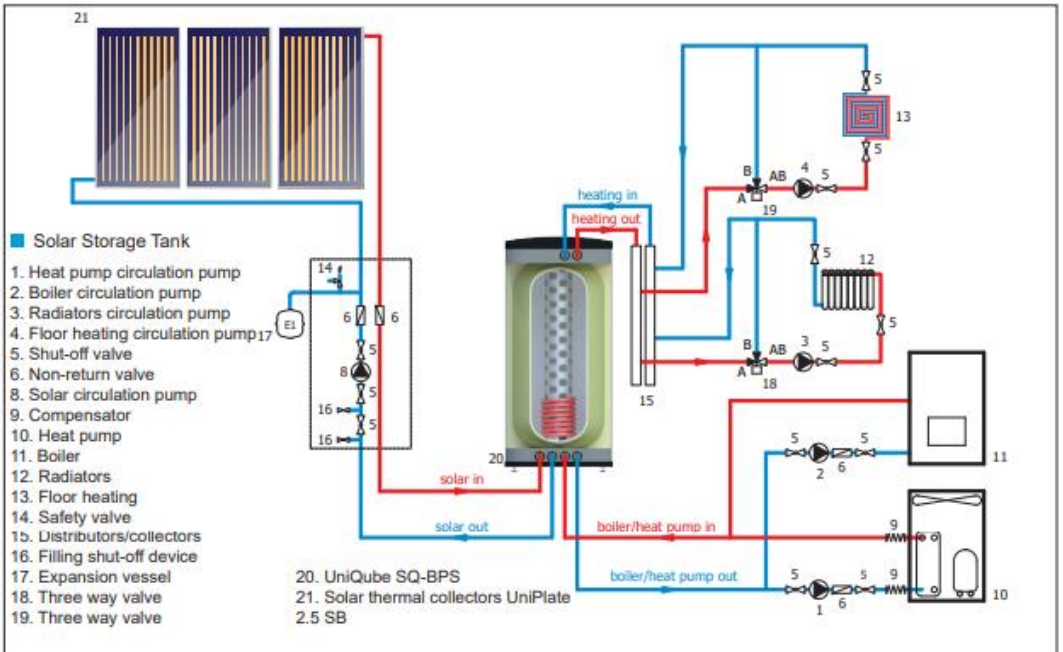 21
5
13
5
4
5
B
AB
A
19
heating in
heating out
Solar Storage Tank
1. Heat pump circulation pump
2. Boiler circulation pump
3. Radiators circulation pump
4. Floor heating circulation pump
5. Shut-off valve
6. Non-return valve
8. Solar circulation pump
9. Compensator
10. Heat pump
11. Boiler
12. Radiators
13. Floor heating
14. Safety valve
15. Distributors/collectors
16. Filling shut-off device
17. Expansion vessel
18. Three way valve
19. Three way valve
14
17
E1
6
6
5
8
5
16
5
16
5
12
5
3
5
B
AB
A
18
15
20
solar in
solar out
boiler/heat pump in
boiler/heat pump out
5
2
6
5
11
9
5
1
6
5
9
10
20. UniQube SQ-BPS
21. Solar thermal collectors UniPlate
2.5 SB